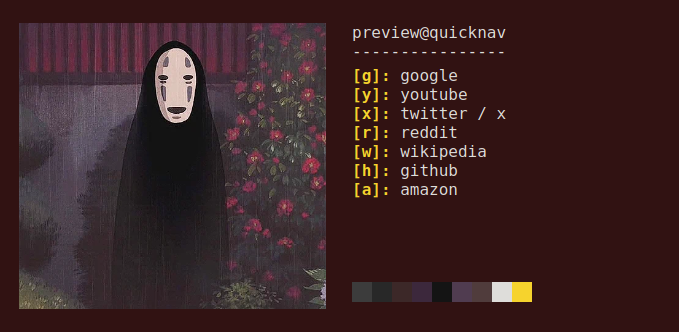 preview@quicknav
----------------
[g]: google
[y]: youtube
[x]: twitter / x
[r]: reddit
[w]: wikipedia
[h]: github
[a]: amazon